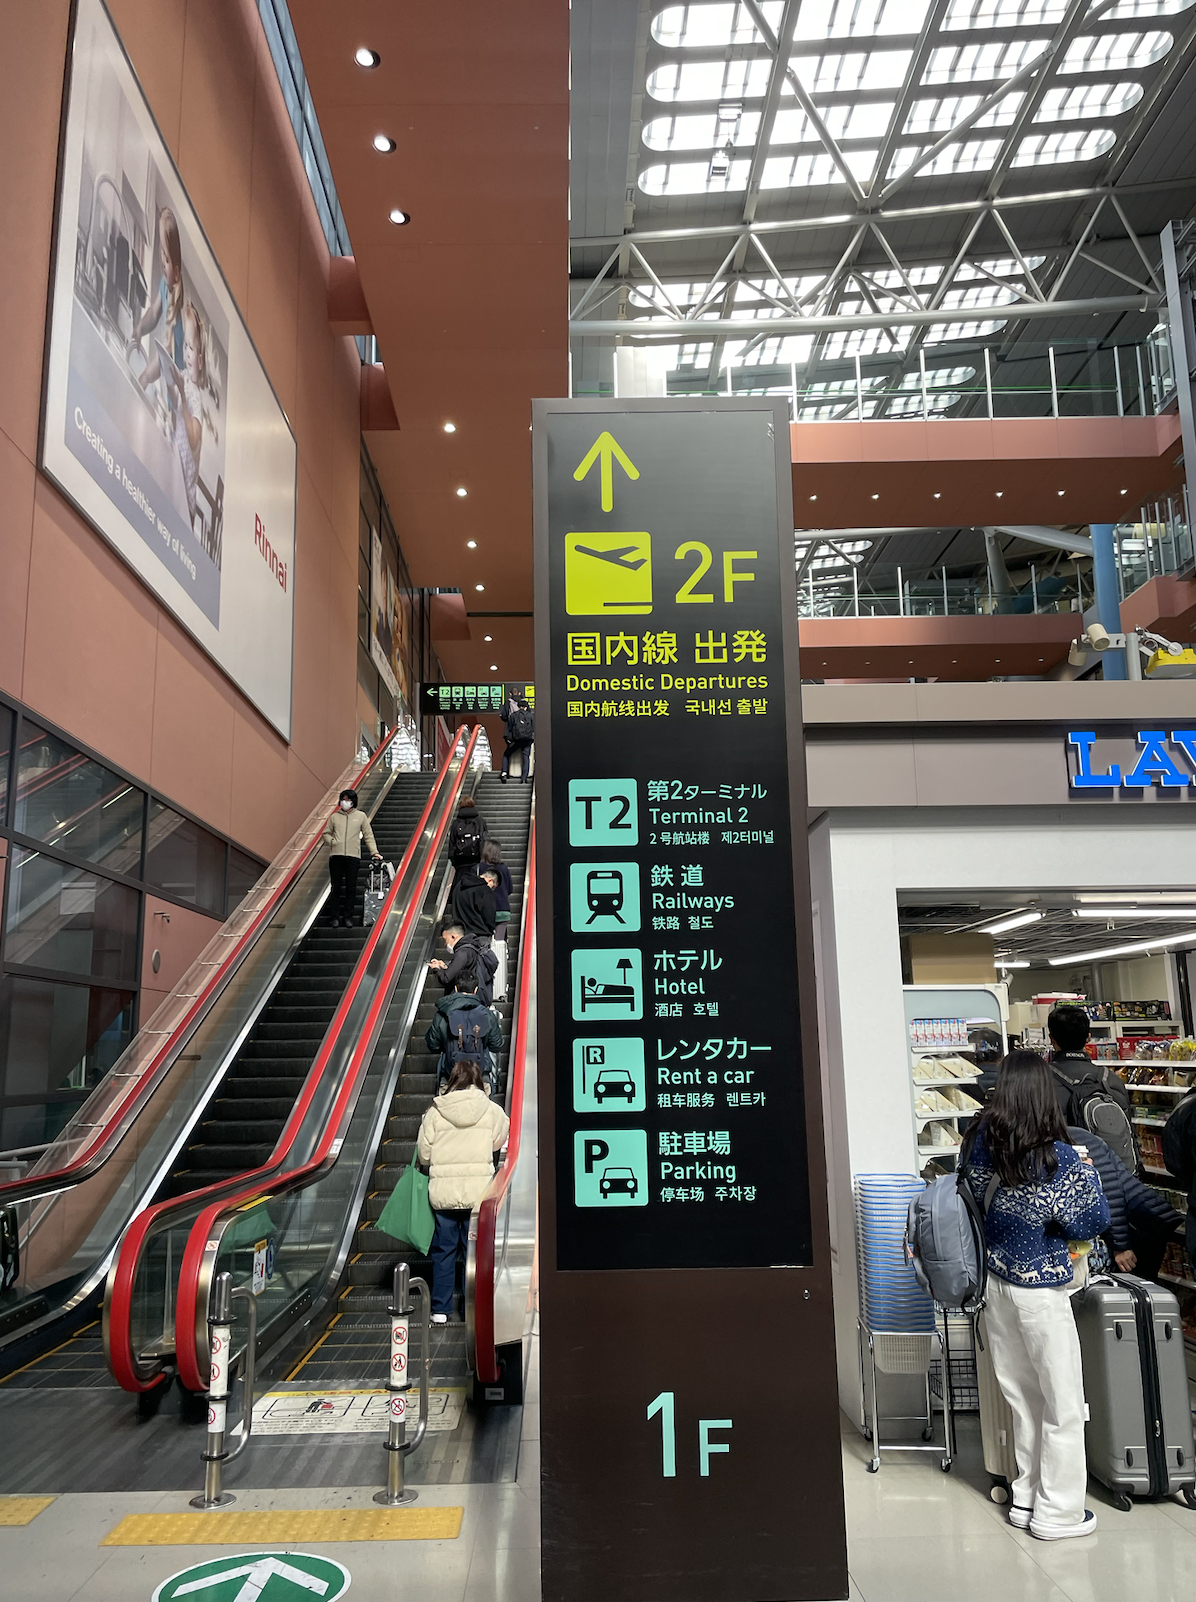 Creating a healthier way of living
Rinnai
2F
国内線 出発
Domestic Departures
国内航线出发 국내선 출발
T2 第2ターミナル
Terminal 2
2 号航站楼 제2터미널
鉄 道
Railways
铁路 철도
ホテル
Hotel
酒店 호텔
R レンタカー
Rent a car
租车服务 렌트카
P 駐車場
Parking
停车场 주차장
1F
T2